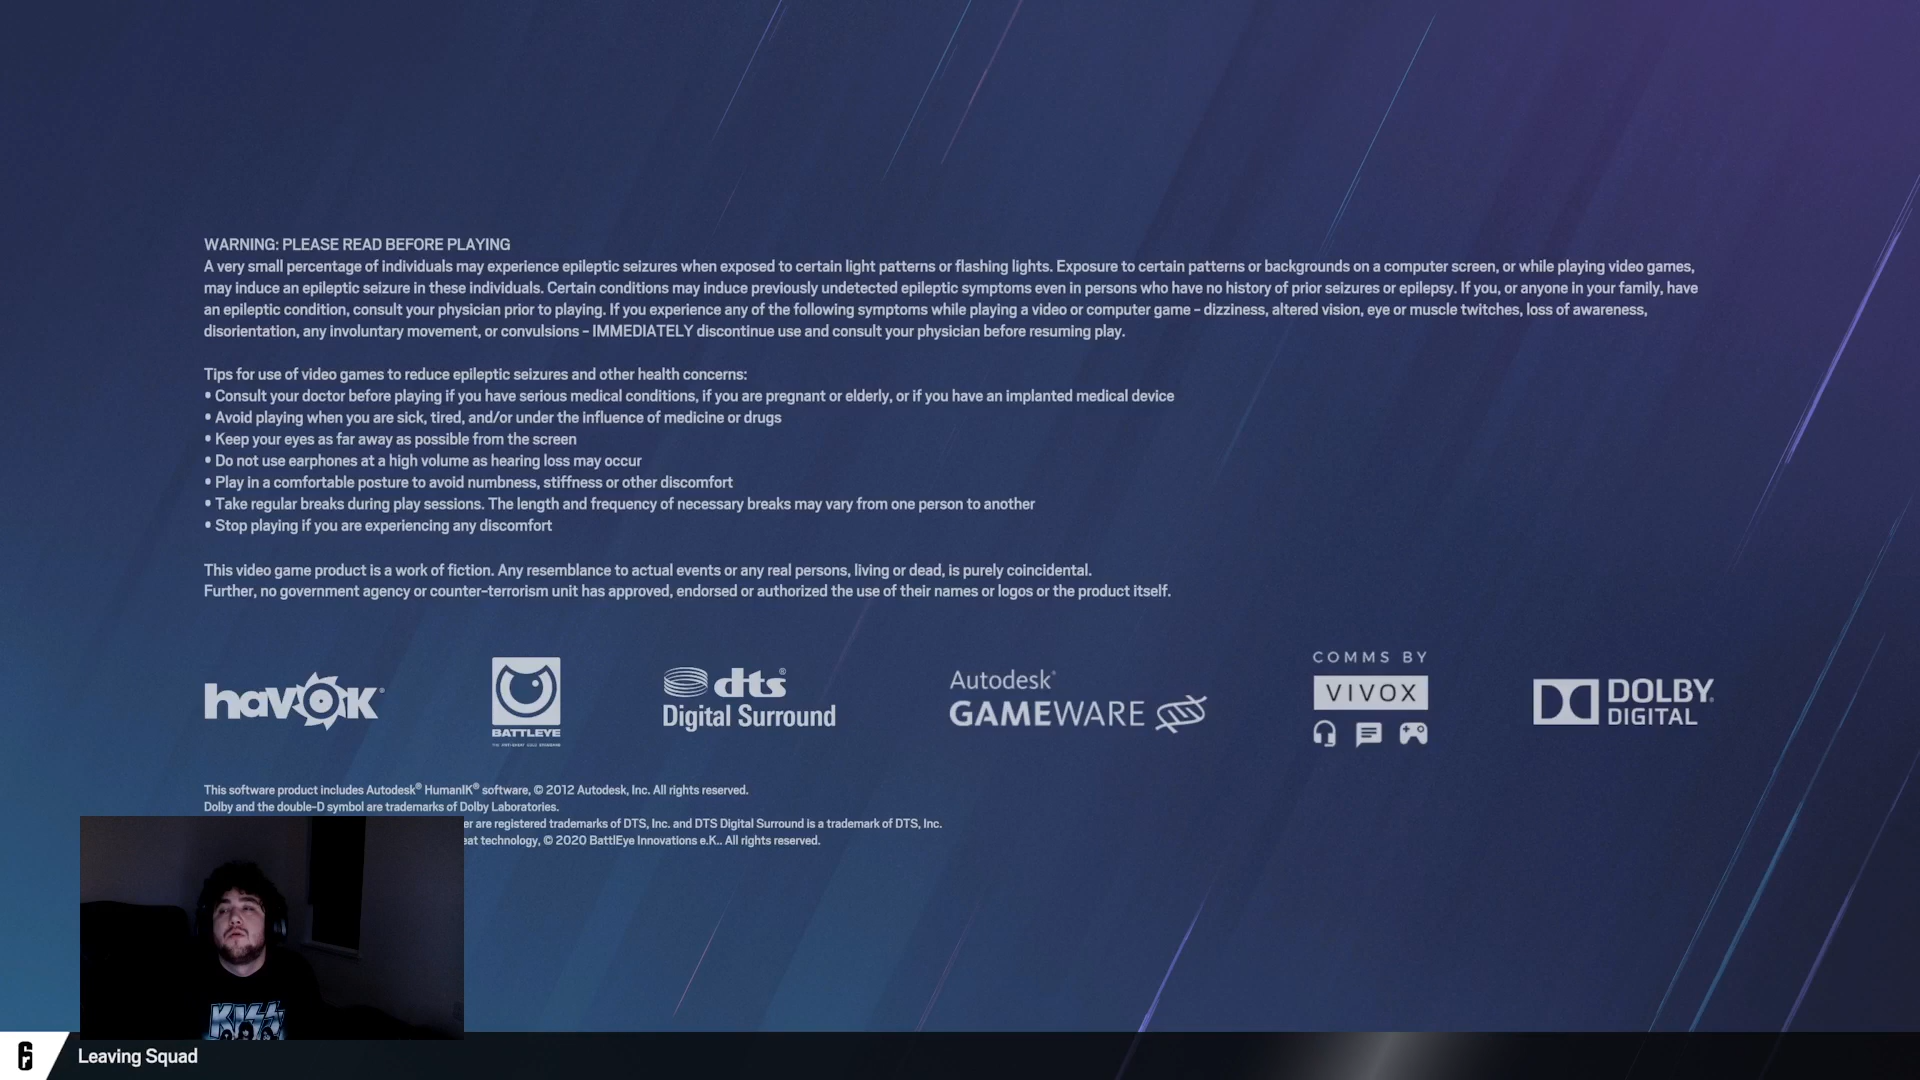 WARNING: PLEASE READ BEFORE PLAYING
A very small percentage of individuals may experience epileptic seizures when exposed to certain light patterns or flashing lights. Exposure to certain patterns or backgrounds on a computer screen, or while playing video games,
may induce an epileptic seizure in these individuals. Certain conditions may induce previously undetected epileptic symptoms even in persons who have no history of prior seizures or epilepsy. If you, or anyone in your family, have
an epileptic condition, consult your physician prior to playing. If you experience any of the following symptoms while playing a video or computer game - dizziness, altered vision, eye or muscle twitches, loss of awareness,
disorientation, any involuntary movement, or convulsions - IMMEDIATELY discontinue use and consult your physician before resuming play.
Tips for use of video games to reduce epileptic seizures and other health concerns:
• Consult your doctor before playing if you have serious medical conditions, if you are pregnant or elderly, or if you have an implanted medical device
• Avoid playing when you are sick, tired, and/or under the influence of medicine or drugs
• Keep your eyes as far away as possible from the screen
• Do not use earphones at a high volume as hearing loss may occur
• Play in a comfortable posture to avoid numbness, stiffness or other discomfort
• Take regular breaks during play sessions. The length and frequency of necessary breaks may vary from one person to another
• Stop playing if you are experiencing any discomfort
This video game product is a work of fiction. Any resemblance to actual events or any real persons, living or dead, is purely coincidental.
Further, no government agency or counter-terrorism unit has approved, endorsed or authorized the use of their names or logos or the product itself.
havok®
BATTLEYE
dts®
Digital Surround
Autodesk®
GAMEWARE
COMMS BY
VIVOX
DOLBY®
DIGITAL
This software product includes Autodesk® HumanIK® software, © 2012 Autodesk, Inc. All rights reserved.
Dolby and the double-D symbol are trademarks of Dolby Laboratories.
er are registered trademarks of DTS, Inc. and DTS Digital Surround is a trademark of DTS, Inc.
eat technology, © 2020 BattlEye Innovations e.K.. All rights reserved.
KISS
6
r
Leaving Squad